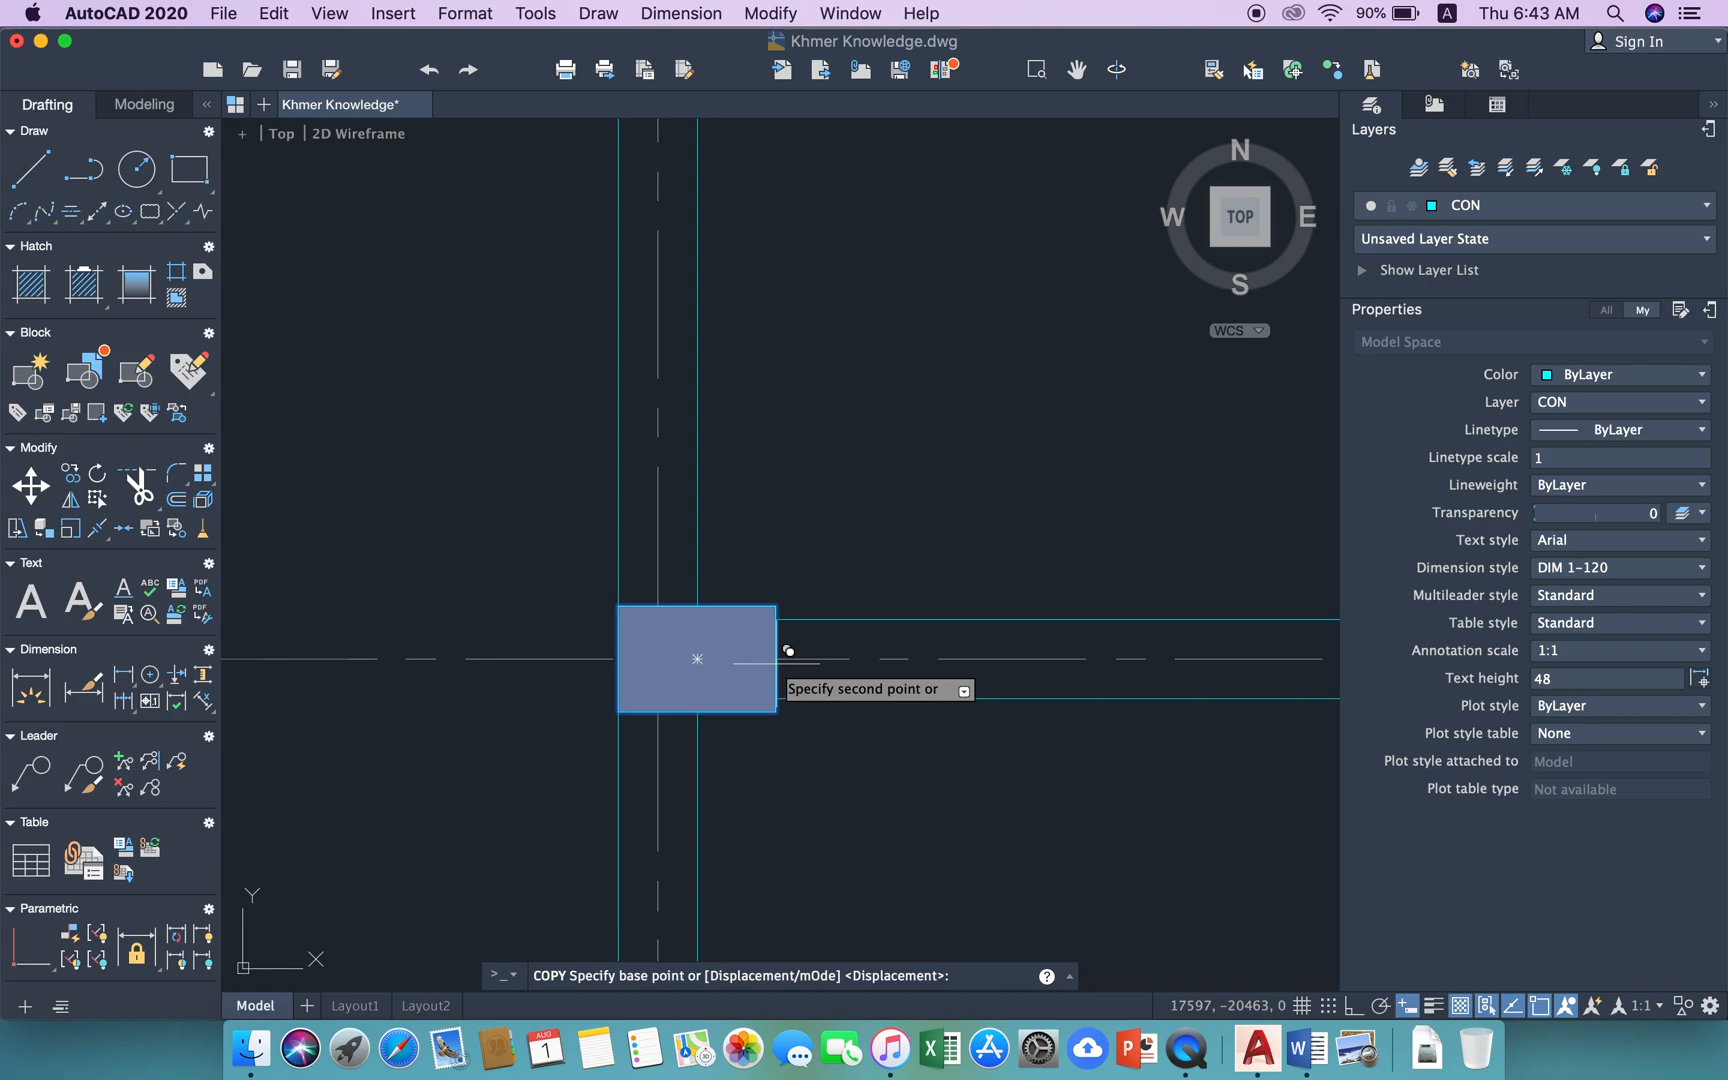 AutoCAD 2020 File Edit View Insert Format Tools Draw Dimension Modify Window Help 90% A Thu 6:43 AM
Khmer Knowledge.dwg Sign In
Drafting Modeling Khmer Knowledge*
Draw
+ | Top | 2D Wireframe
Hatch
Block
Modify
Text
A A A ABC PDF
PDF
Dimension
Leader
Table
Parametric
N
W TOP E
S
WCS
Specify second point or
Y
X
>_ COPY Specify base point or [Displacement/mOde] <Displacement>: ?
Model Layout1 Layout2 17597, -20463, 0 1:1
Layers
CON
Unsaved Layer State
Show Layer List
Properties All My
Model Space
Color ByLayer
Layer CON
Linetype ByLayer
Linetype scale 1
Lineweight ByLayer
Transparency 0
Text style Arial
Dimension style DIM 1-120
Multileader style Standard
Table style Standard
Annotation scale 1:1
Text height 48
Plot style ByLayer
Plot style table None
Plot style attached to Model
Plot table type Not available
AUG
1
X P A W